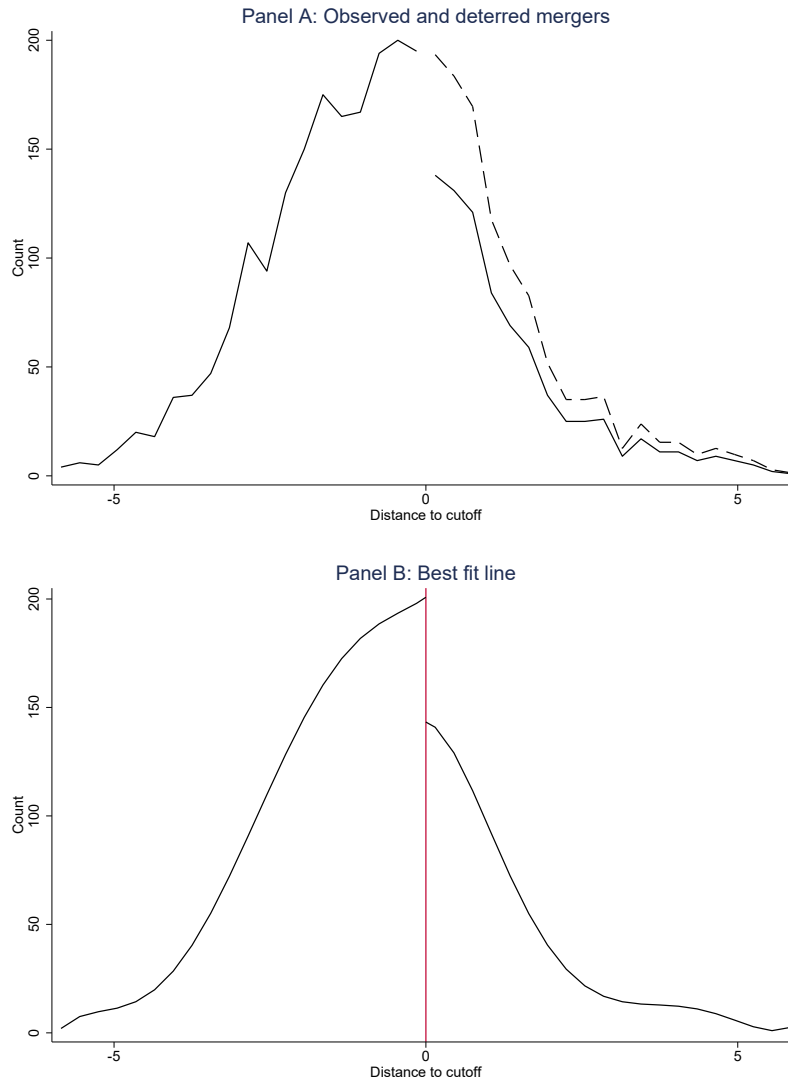 Panel A: Observed and deterred mergers
200
150
100
50
0
Count
-5
0
5
Distance to cutoff
Panel B: Best fit line
200
150
100
50
0
Count
-5
0
5
Distance to cutoff